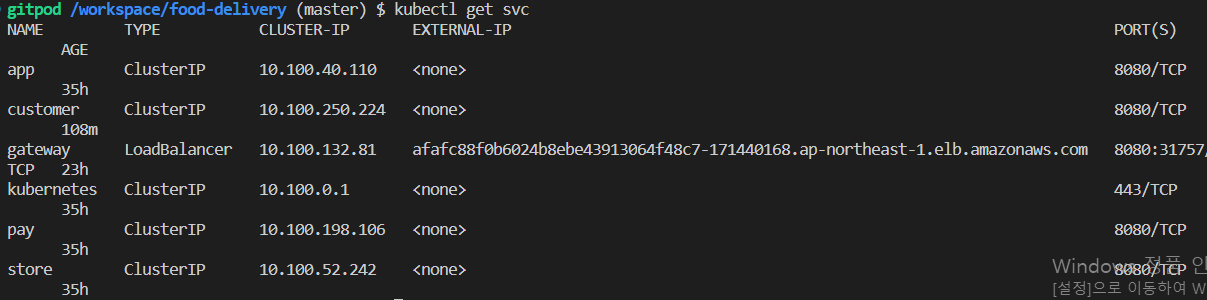 gitpod /workspace/food-delivery (master) $ kubectl get svc
NAME TYPE CLUSTER-IP EXTERNAL-IP PORT(S)
AGE
app ClusterIP 10.100.40.110 <none> 8080/TCP
35h
customer ClusterIP 10.100.250.224 <none> 8080/TCP
108m
gateway LoadBalancer 10.100.132.81 afafc88f0b6024b8ebe43913064f48c7-171440168.ap-northeast-1.elb.amazonaws.com 8080:31757/
TCP 23h
kubernetes ClusterIP 10.100.0.1 <none> 443/TCP
35h
pay ClusterIP 10.100.198.106 <none> 8080/TCP
35h
store ClusterIP 10.100.52.242 <none> 8080/TCP
35h
Windows 정품 인
[설정]으로 이동하여 W